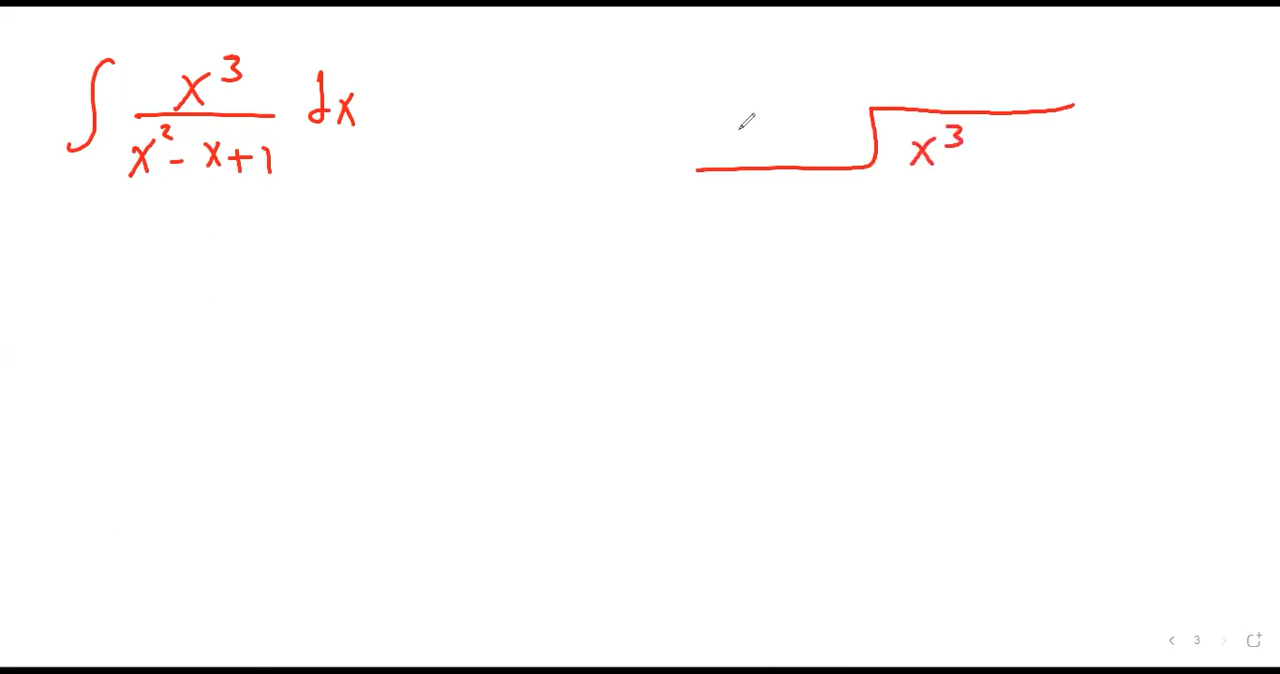 ∫ x³/(x² - x + 1) dx
x³
< 3 >